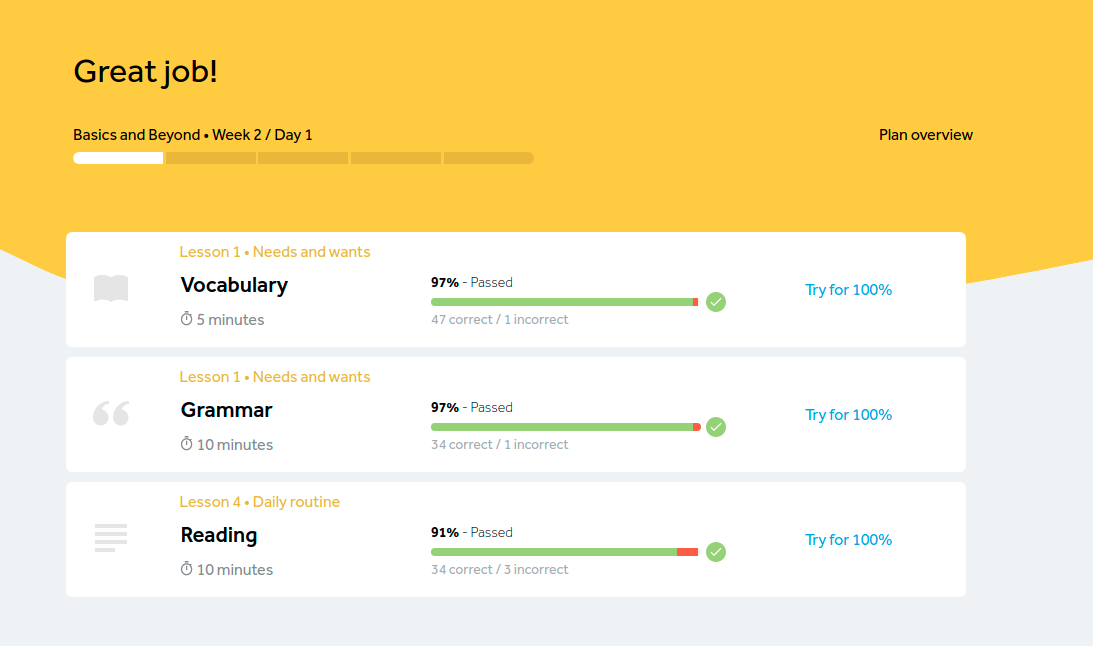 Great job!
Basics and Beyond • Week 2 / Day 1
Plan overview
Lesson 1 • Needs and wants
Vocabulary
5 minutes
97% - Passed
47 correct / 1 incorrect
Try for 100%
Lesson 1 • Needs and wants
Grammar
10 minutes
97% - Passed
34 correct / 1 incorrect
Try for 100%
Lesson 4 • Daily routine
Reading
10 minutes
91% - Passed
34 correct / 3 incorrect
Try for 100%